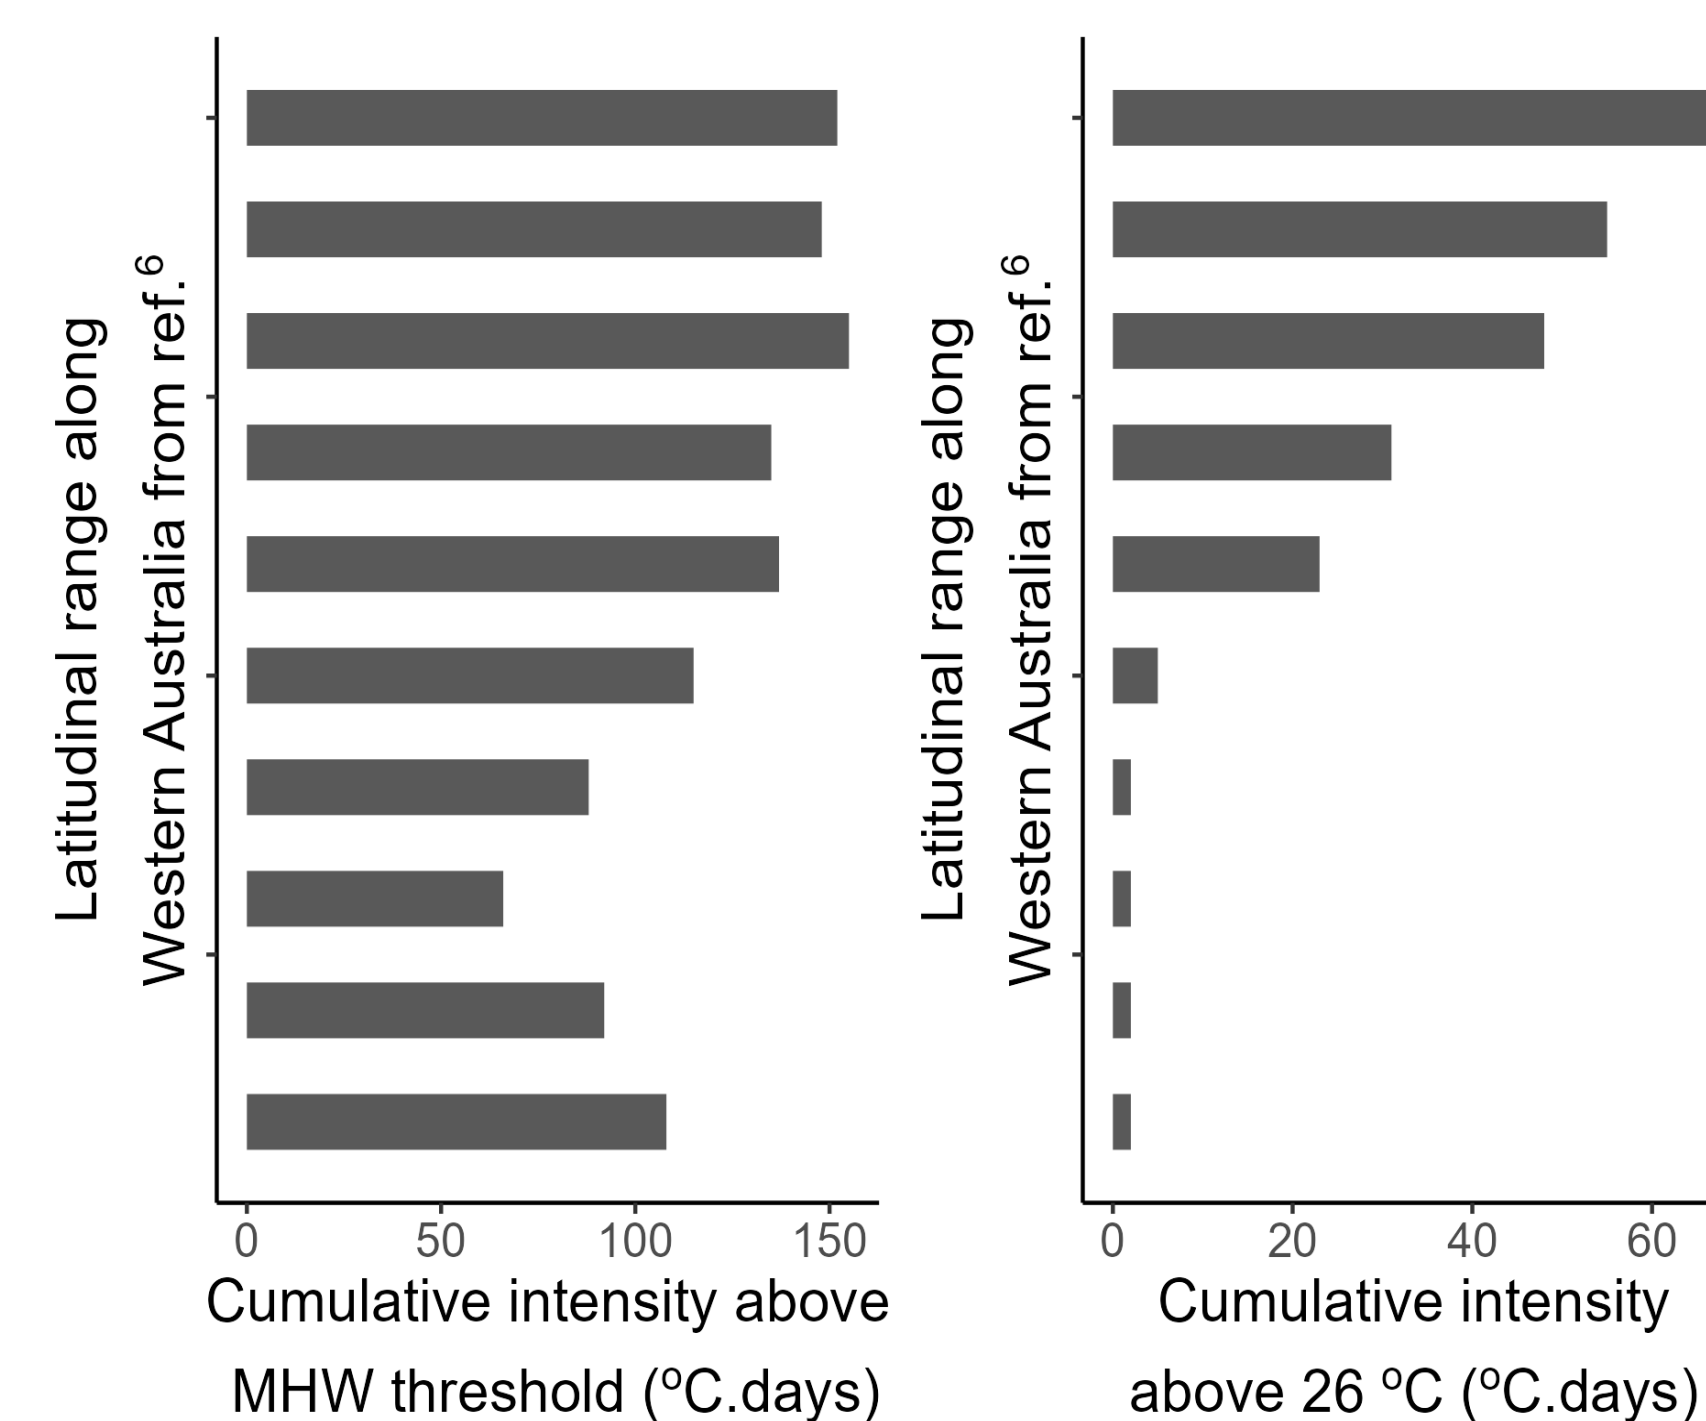 Latitudinal range along
Western Australia from ref.⁶
0 50 100 150
Cumulative intensity above
MHW threshold (ºC.days)
Latitudinal range along
Western Australia from ref.⁶
0 20 40 60
Cumulative intensity
above 26 ºC (ºC.days)